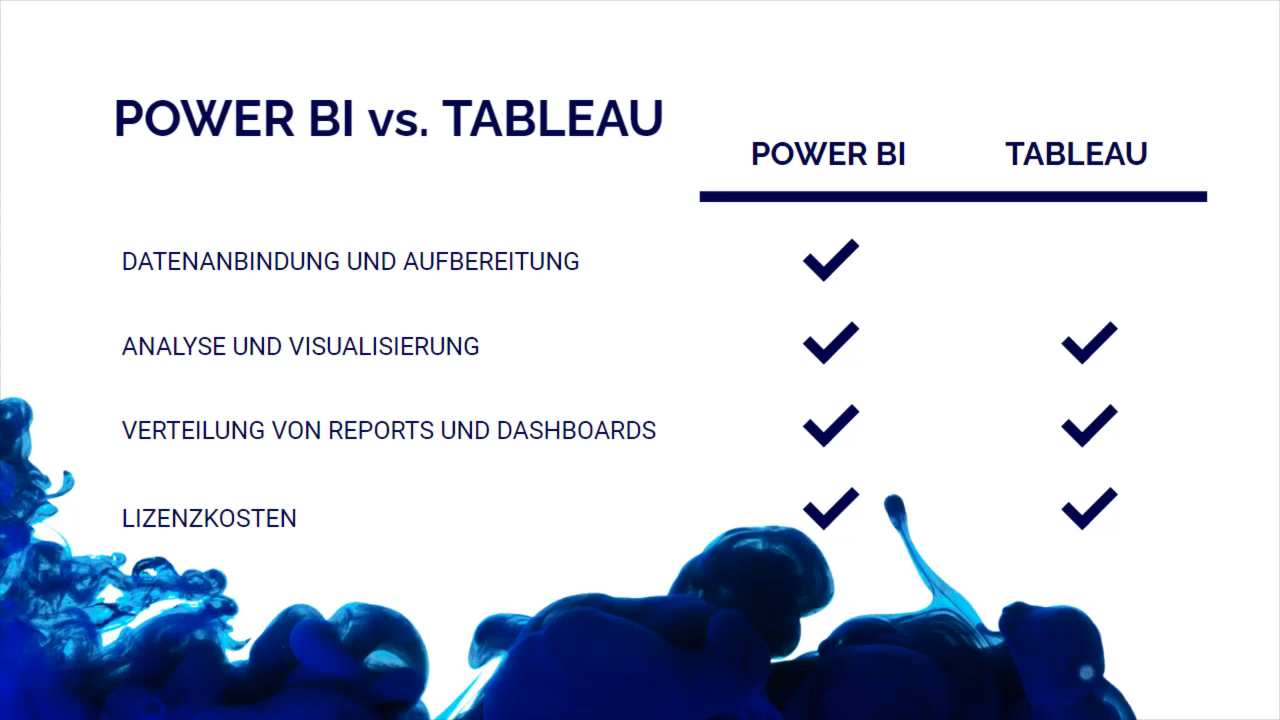 POWER BI vs. TABLEAU
POWER BI TABLEAU
DATENANBINDUNG UND AUFBEREITUNG
ANALYSE UND VISUALISIERUNG
VERTEILUNG VON REPORTS UND DASHBOARDS
LIZENZKOSTEN